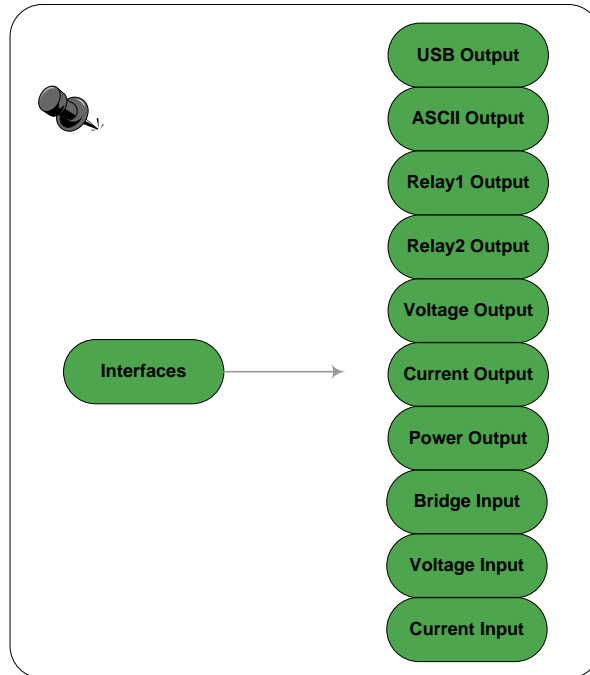 USB Output
ASCII Output
Relay1 Output
Relay2 Output
Voltage Output
Interfaces
Current Output
Power Output
Bridge Input
Voltage Input
Current Input